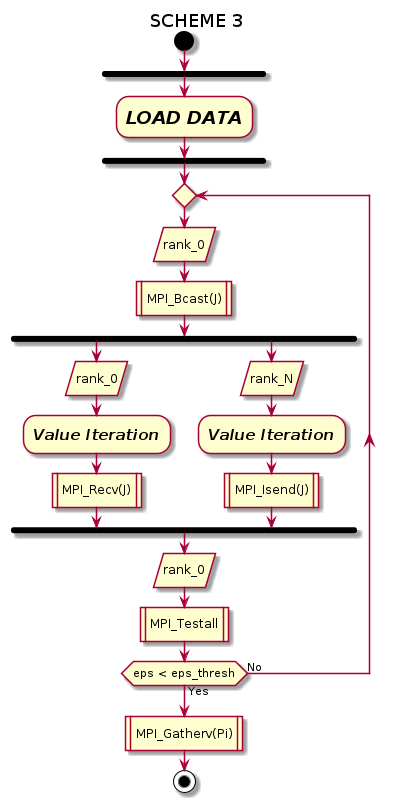 SCHEME 3
LOAD DATA
rank_0
MPI_Bcast(J)
rank_0
rank_N
Value Iteration
Value Iteration
MPI_Recv(J)
MPI_Isend(J)
rank_0
MPI_Testall
eps < eps_thresh
No
Yes
MPI_Gatherv(Pi)